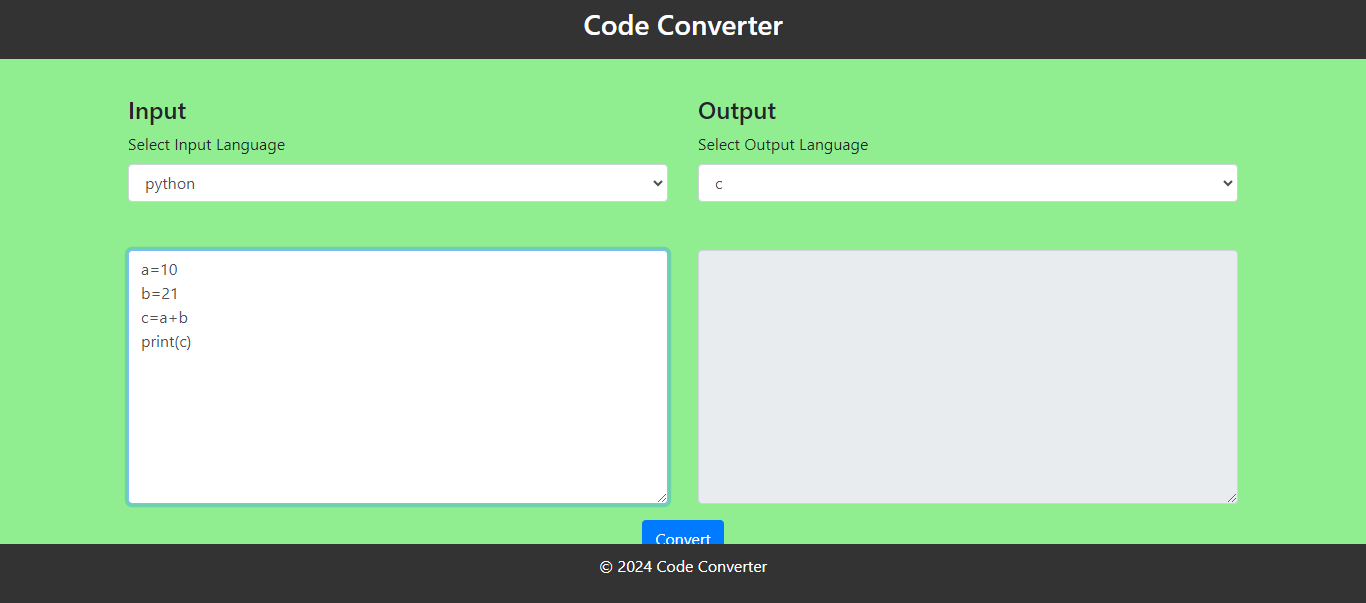 Code Converter
Input
Select Input Language
python
a=10
b=21
c=a+b
print(c)
Output
Select Output Language
c
Convert
© 2024 Code Converter